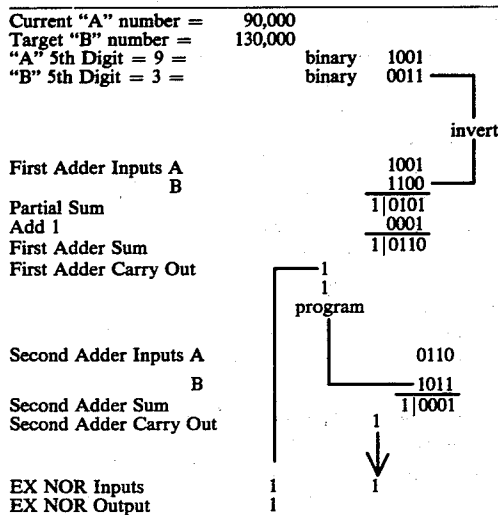 Current “A” number = 90,000
Target “B” number = 130,000
“A” 5th Digit = 9 = binary 1001
“B” 5th Digit = 3 = binary 0011
invert
First Adder Inputs A 1001
B 1100
Partial Sum 1|0101
Add 1 0001
First Adder Sum 1|0110
First Adder Carry Out 1
1
program
Second Adder Inputs A 0110
B 1011
Second Adder Sum 1|0001
Second Adder Carry Out 1
EX NOR Inputs 1 1
EX NOR Output 1